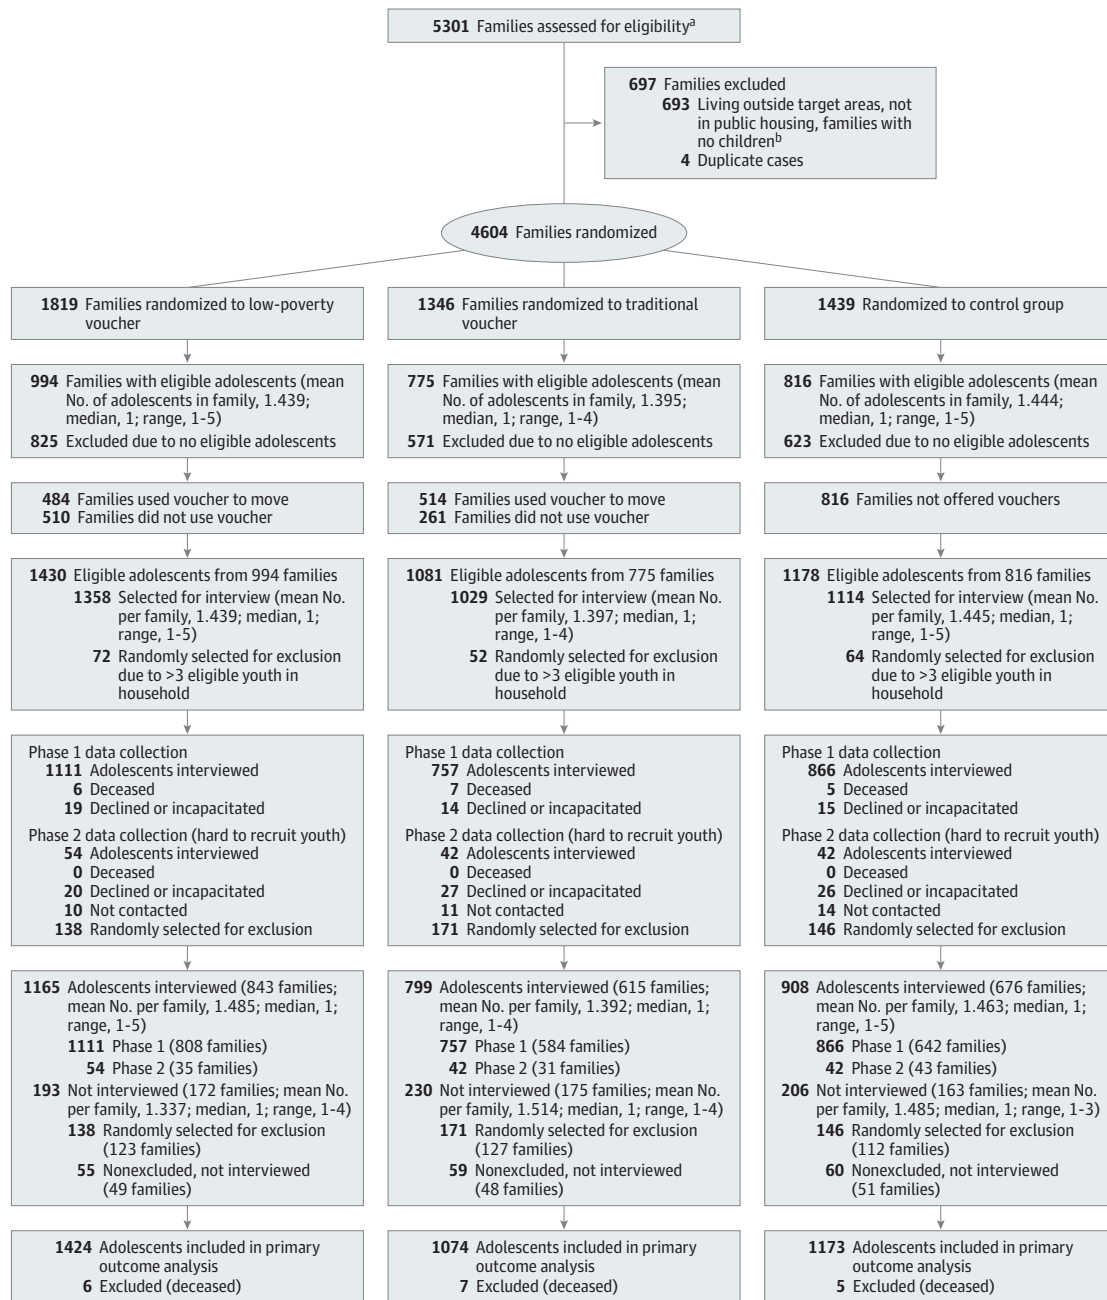 5301 Families assessed for eligibilityª
697 Families excluded
693 Living outside target areas, not
in public housing, families with
no childrenᵇ
4 Duplicate cases
4604 Families randomized
1819 Families randomized to low-poverty
voucher
1346 Families randomized to traditional
voucher
1439 Randomized to control group
994 Families with eligible adolescents (mean
No. of adolescents in family, 1.439;
median, 1; range, 1-5)
825 Excluded due to no eligible adolescents
775 Families with eligible adolescents (mean
No. of adolescents in family, 1.395;
median, 1; range, 1-4)
571 Excluded due to no eligible adolescents
816 Families with eligible adolescents (mean
No. of adolescents in family, 1.444;
median, 1; range, 1-5)
623 Excluded due to no eligible adolescents
484 Families used voucher to move
510 Families did not use voucher
514 Families used voucher to move
261 Families did not use voucher
816 Families not offered vouchers
1430 Eligible adolescents from 994 families
1358 Selected for interview (mean No.
per family, 1.439; median, 1;
range, 1-5)
72 Randomly selected for exclusion
due to >3 eligible youth in
household
1081 Eligible adolescents from 775 families
1029 Selected for interview (mean No.
per family, 1.397; median, 1;
range, 1-4)
52 Randomly selected for exclusion
due to >3 eligible youth in
household
1178 Eligible adolescents from 816 families
1114 Selected for interview (mean No.
per family, 1.445; median, 1;
range, 1-5)
64 Randomly selected for exclusion
due to >3 eligible youth in
household
Phase 1 data collection
1111 Adolescents interviewed
6 Deceased
19 Declined or incapacitated
Phase 2 data collection (hard to recruit youth)
54 Adolescents interviewed
0 Deceased
20 Declined or incapacitated
10 Not contacted
138 Randomly selected for exclusion
Phase 1 data collection
757 Adolescents interviewed
7 Deceased
14 Declined or incapacitated
Phase 2 data collection (hard to recruit youth)
42 Adolescents interviewed
0 Deceased
27 Declined or incapacitated
11 Not contacted
171 Randomly selected for exclusion
Phase 1 data collection
866 Adolescents interviewed
5 Deceased
15 Declined or incapacitated
Phase 2 data collection (hard to recruit youth)
42 Adolescents interviewed
0 Deceased
26 Declined or incapacitated
14 Not contacted
146 Randomly selected for exclusion
1165 Adolescents interviewed (843 families;
mean No. per family, 1.485; median, 1;
range, 1-5)
1111 Phase 1 (808 families)
54 Phase 2 (35 families)
193 Not interviewed (172 families; mean No.
per family, 1.337; median, 1; range, 1-4)
138 Randomly selected for exclusion
(123 families)
55 Nonexcluded, not interviewed
(49 families)
799 Adolescents interviewed (615 families;
mean No. per family, 1.392; median, 1;
range, 1-4)
757 Phase 1 (584 families)
42 Phase 2 (31 families)
230 Not interviewed (175 families; mean No.
per family, 1.514; median, 1; range, 1-4)
171 Randomly selected for exclusion
(127 families)
59 Nonexcluded, not interviewed
(48 families)
908 Adolescents interviewed (676 families;
mean No. per family, 1.463; median, 1;
range, 1-5)
866 Phase 1 (642 families)
42 Phase 2 (43 families)
206 Not interviewed (163 families; mean No.
per family, 1.485; median, 1; range, 1-3)
146 Randomly selected for exclusion
(112 families)
60 Nonexcluded, not interviewed
(51 families)
1424 Adolescents included in primary
outcome analysis
6 Excluded (deceased)
1074 Adolescents included in primary
outcome analysis
7 Excluded (deceased)
1173 Adolescents included in primary
outcome analysis
5 Excluded (deceased)